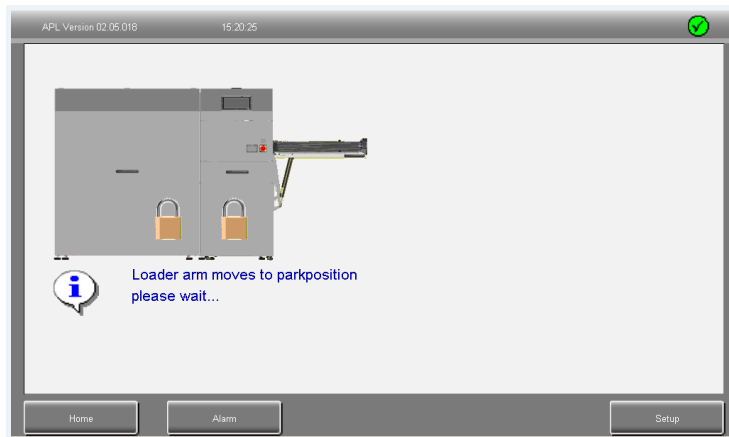 APL Version 02.05.018 15:20:25
Loader arm moves to parkposition
please wait...
Home Alarm Setup